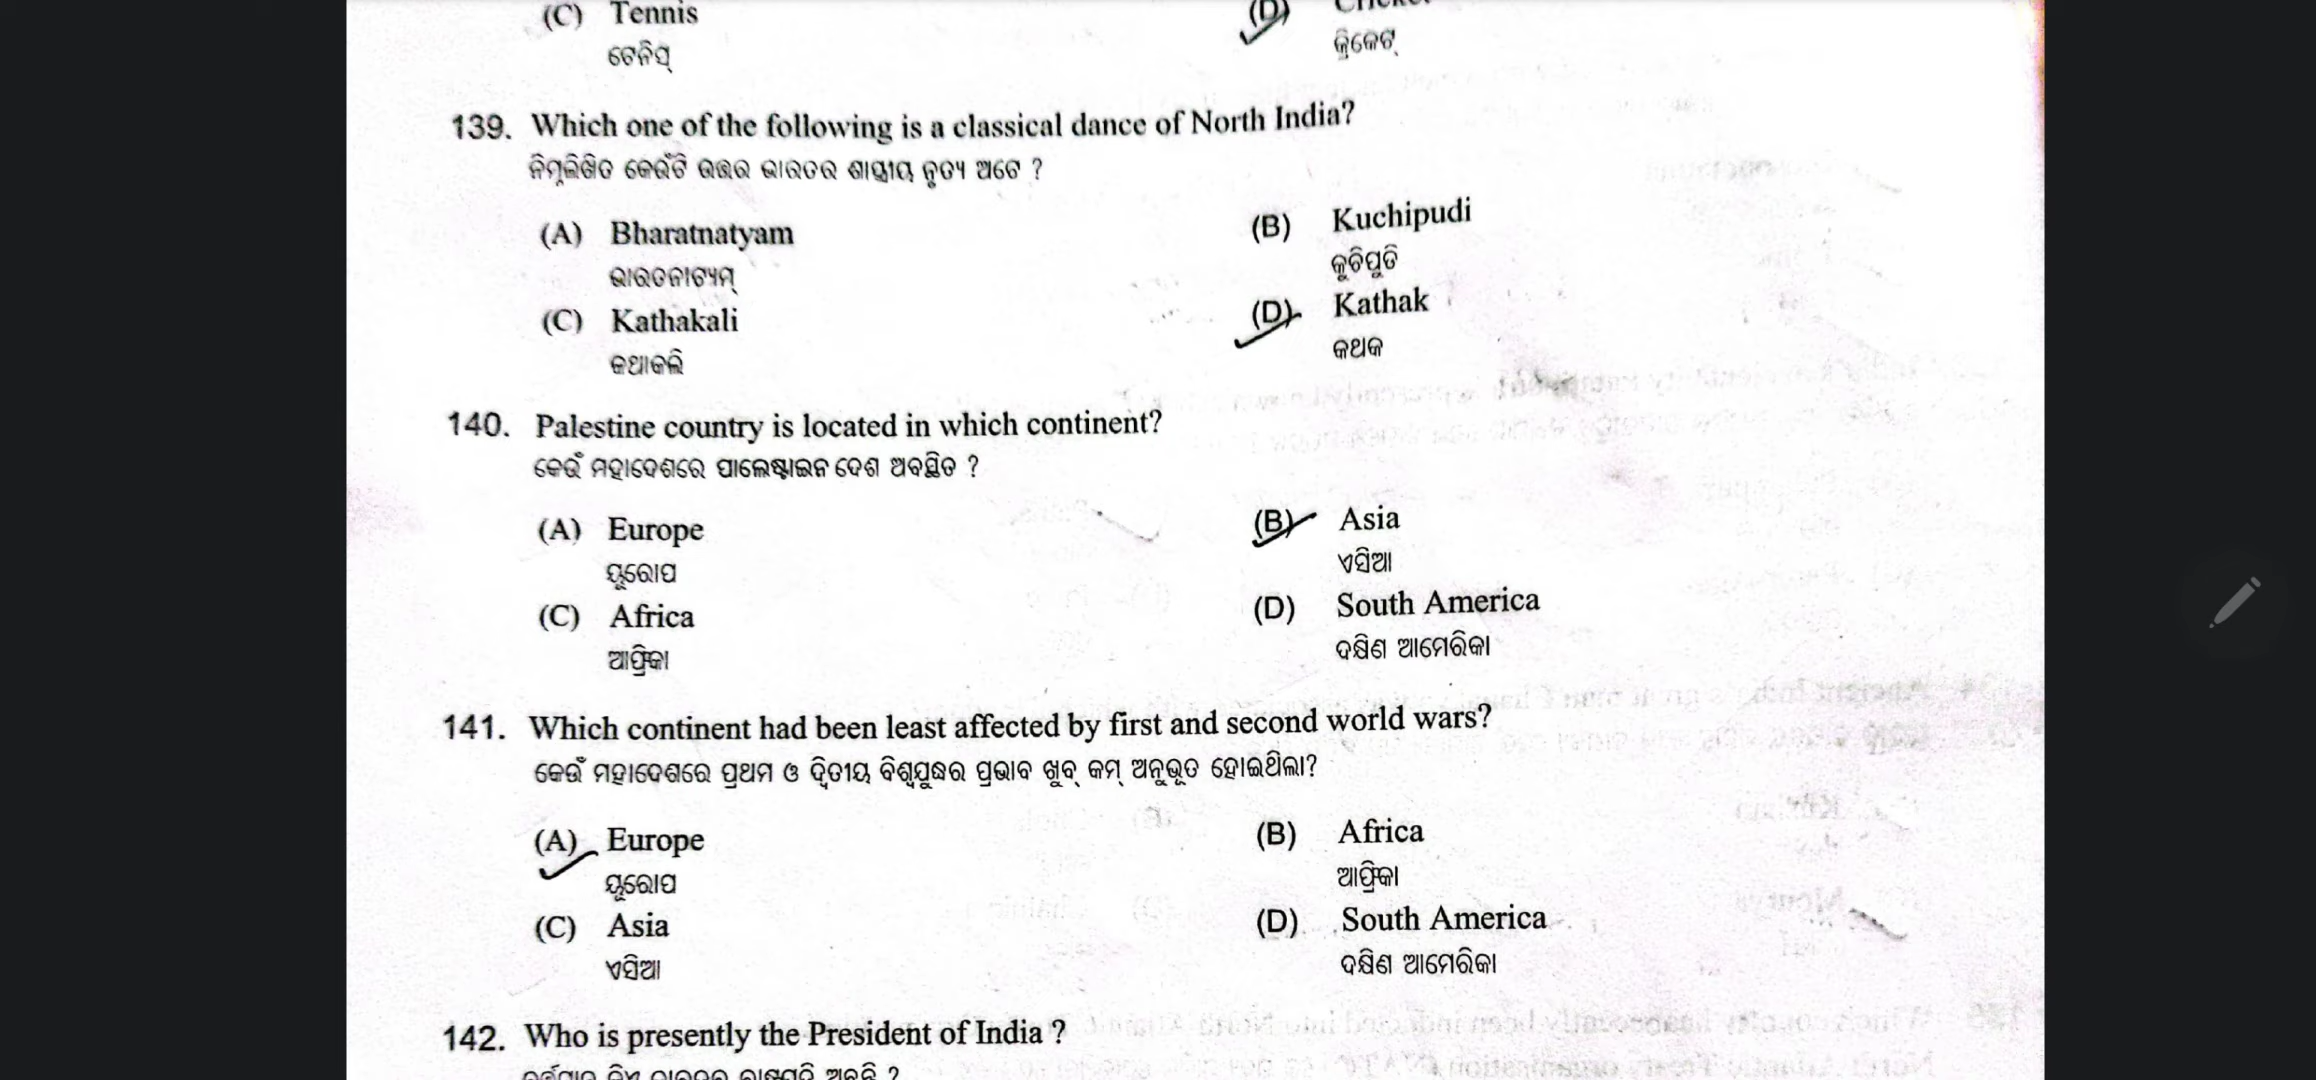 (C) Tennis
ଟେନିସ୍
(D)
କ୍ରିକେଟ୍
139. Which one of the following is a classical dance of North India?
ନିମ୍ନଲିଖିତ କେଉଁଟି ଉତ୍ତର ଭାରତର ଶାସ୍ତ୍ରୀୟ ନୃତ୍ୟ ଅଟେ ?
(A) Bharatnatyam
ଭାରତନାଟ୍ୟମ୍
(B) Kuchipudi
କୁଚିପୁଡି
(C) Kathakali
କଥାକଲି
(D) Kathak
କଥକ
140. Palestine country is located in which continent?
କେଉଁ ମହାଦେଶରେ ପାଲେଷ୍ଟାଇନ ଦେଶ ଅବସ୍ଥିତ ?
(A) Europe
ୟୁରୋପ
(B) Asia
ଏସିଆ
(C) Africa
ଆଫ୍ରିକା
(D) South America
ଦକ୍ଷିଣ ଆମେରିକା
141. Which continent had been least affected by first and second world wars?
କେଉଁ ମହାଦେଶରେ ପ୍ରଥମ ଓ ଦ୍ବିତୀୟ ବିଶ୍ୱଯୁଦ୍ଧର ପ୍ରଭାବ ଖୁବ୍ କମ୍ ଅନୁଭୂତ ହୋଇଥିଲା?
(A) Europe
ୟୁରୋପ
(B) Africa
ଆଫ୍ରିକା
(C) Asia
ଏସିଆ
(D) South America
ଦକ୍ଷିଣ ଆମେରିକା
142. Who is presently the President of India ?